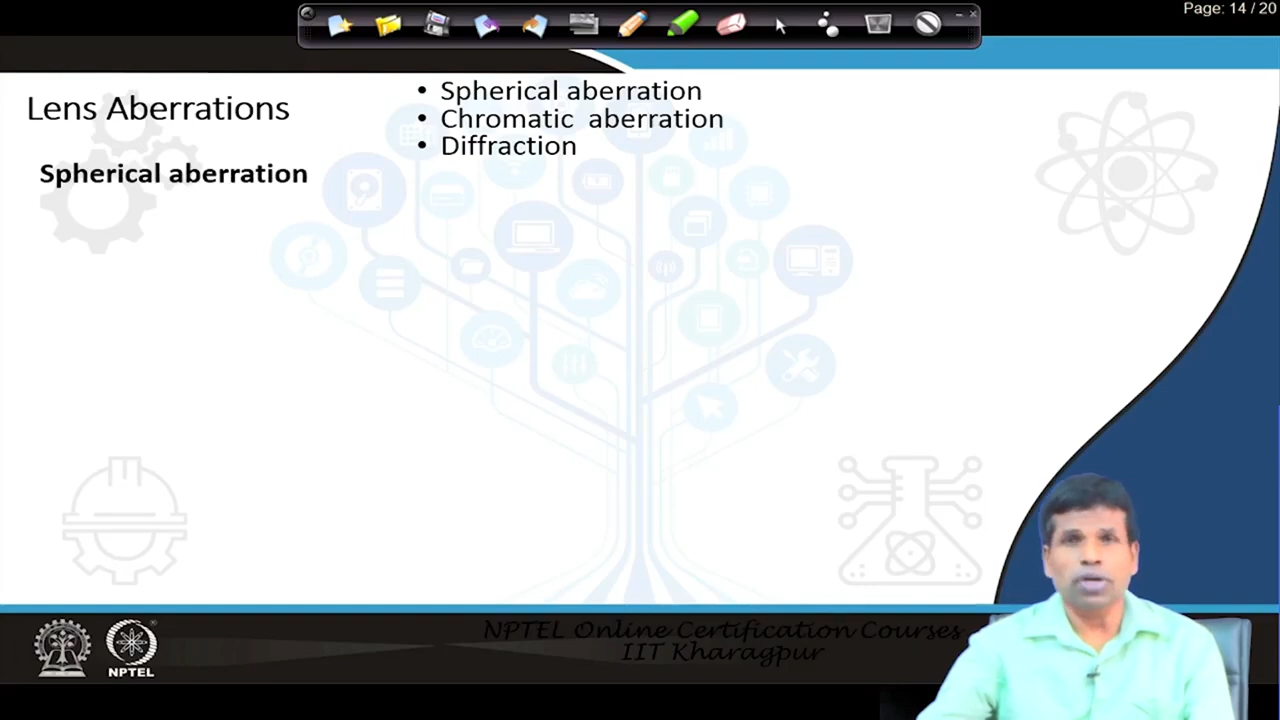 Page: 14 / 20
Lens Aberrations
• Spherical aberration
• Chromatic aberration
• Diffraction
Spherical aberration
NPTEL Online Certification Courses
IIT Kharagpur
NPTEL